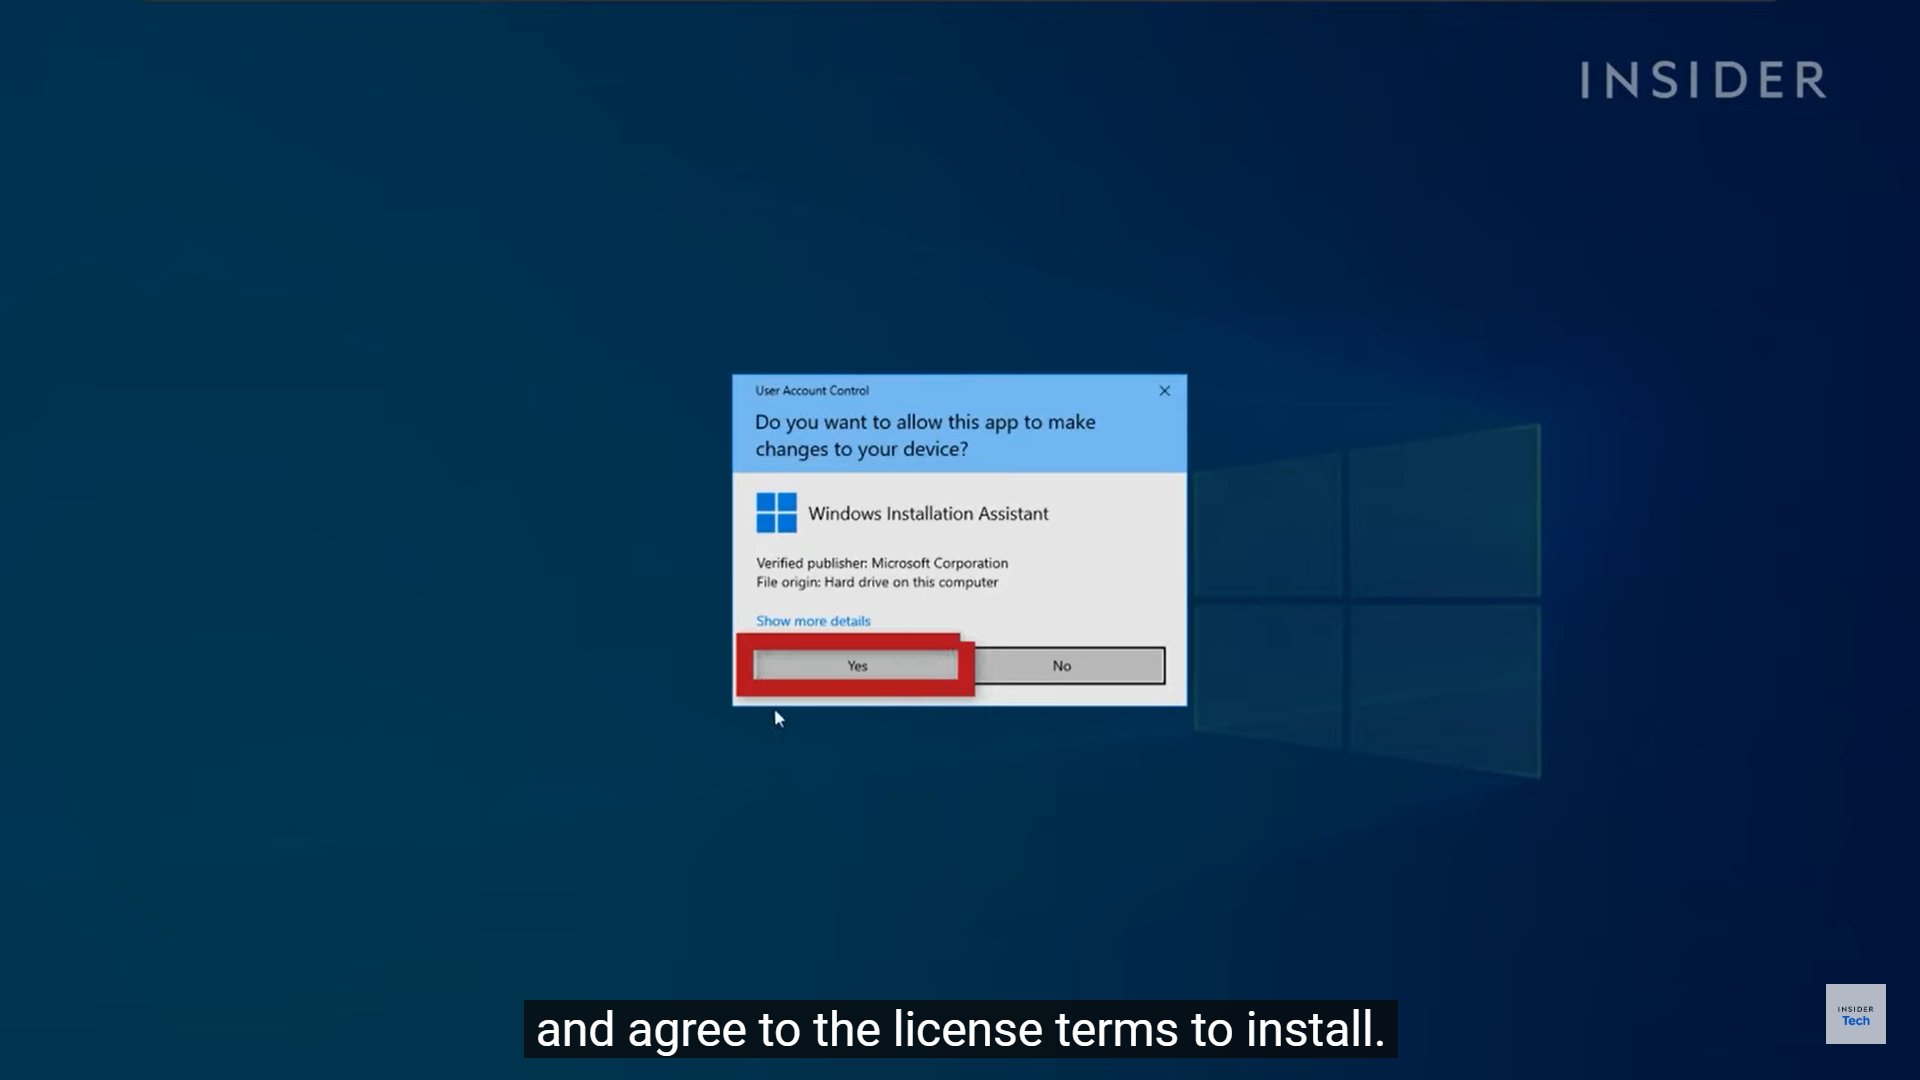 INSIDER
User Account Control
Do you want to allow this app to make
changes to your device?
Windows Installation Assistant
Verified publisher: Microsoft Corporation
File origin: Hard drive on this computer
Show more details
Yes
No
and agree to the license terms to install.
INSIDER
Tech